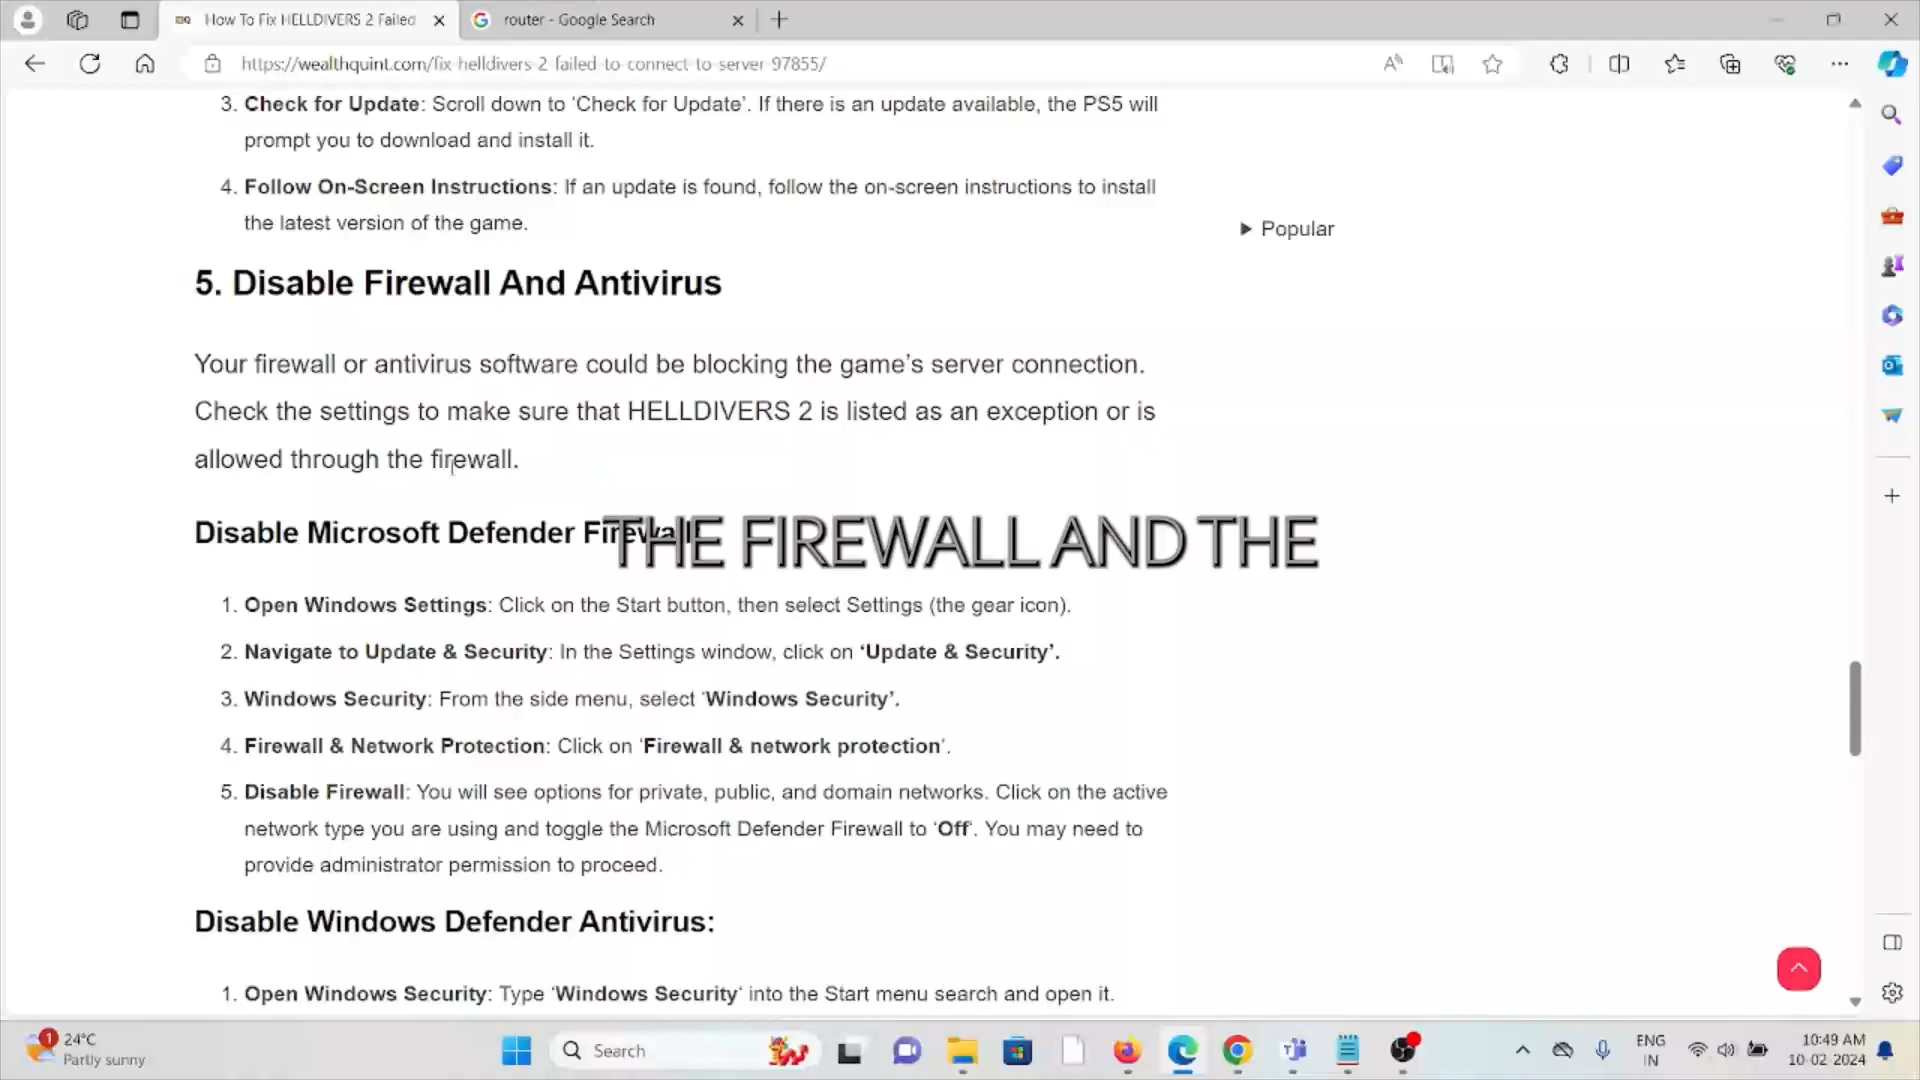 How To Fix HELLDIVERS 2 Failed
router - Google Search
https://wealthquint.com/fix-helldivers-2-failed-to-connect-to-server-97855/
3. Check for Update: Scroll down to ‘Check for Update’. If there is an update available, the PS5 will
prompt you to download and install it.
4. Follow On-Screen Instructions: If an update is found, follow the on-screen instructions to install
the latest version of the game.
Popular
5. Disable Firewall And Antivirus
Your firewall or antivirus software could be blocking the game’s server connection.
Check the settings to make sure that HELLDIVERS 2 is listed as an exception or is
allowed through the firewall.
Disable Microsoft Defender Firewall
THE FIREWALL AND THE
1. Open Windows Settings: Click on the Start button, then select Settings (the gear icon).
2. Navigate to Update & Security: In the Settings window, click on ‘Update & Security’.
3. Windows Security: From the side menu, select ‘Windows Security’.
4. Firewall & Network Protection: Click on ‘Firewall & network protection‘.
5. Disable Firewall: You will see options for private, public, and domain networks. Click on the active
network type you are using and toggle the Microsoft Defender Firewall to ‘Off‘. You may need to
provide administrator permission to proceed.
Disable Windows Defender Antivirus:
1. Open Windows Security: Type ‘Windows Security‘ into the Start menu search and open it.
1
24°C
Partly sunny
Search
ENG
IN
10:49 AM
10-02-2024